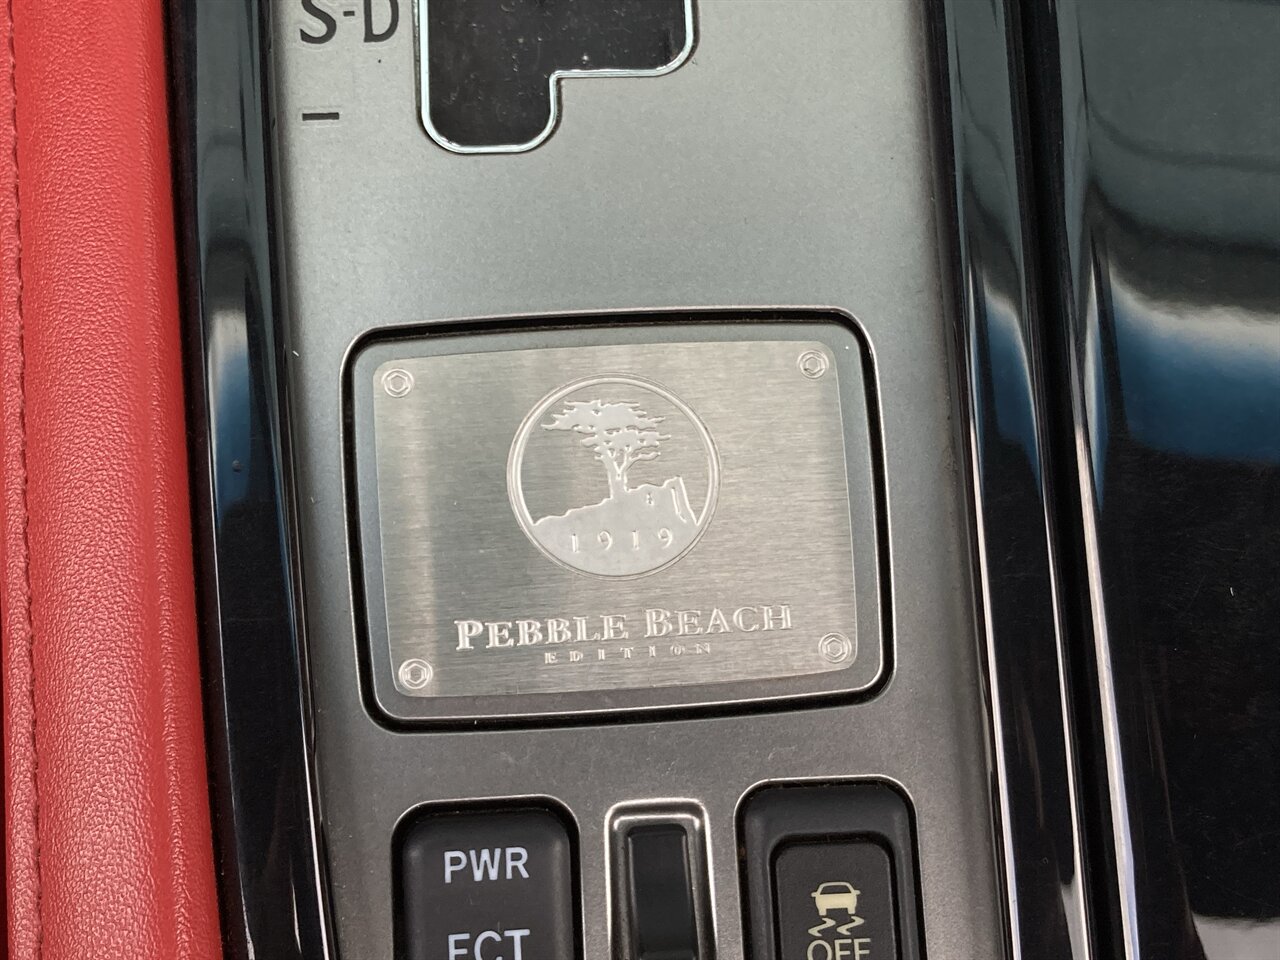 S-D
–
1919
PEBBLE BEACH
EDITION
PWR
ECT
OFF